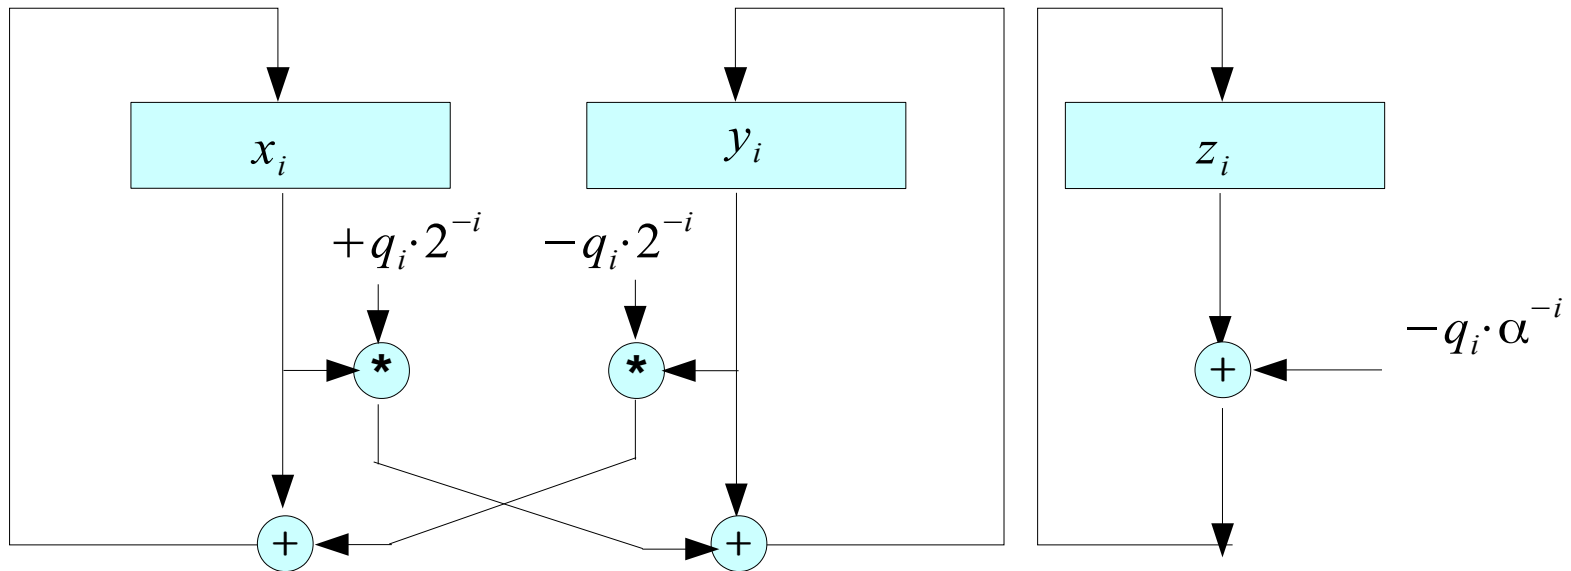 x_i
y_i
z_i
+q_i·2^{-i}
−q_i·2^{-i}
−q_i·α^{-i}
*
*
+
+
+